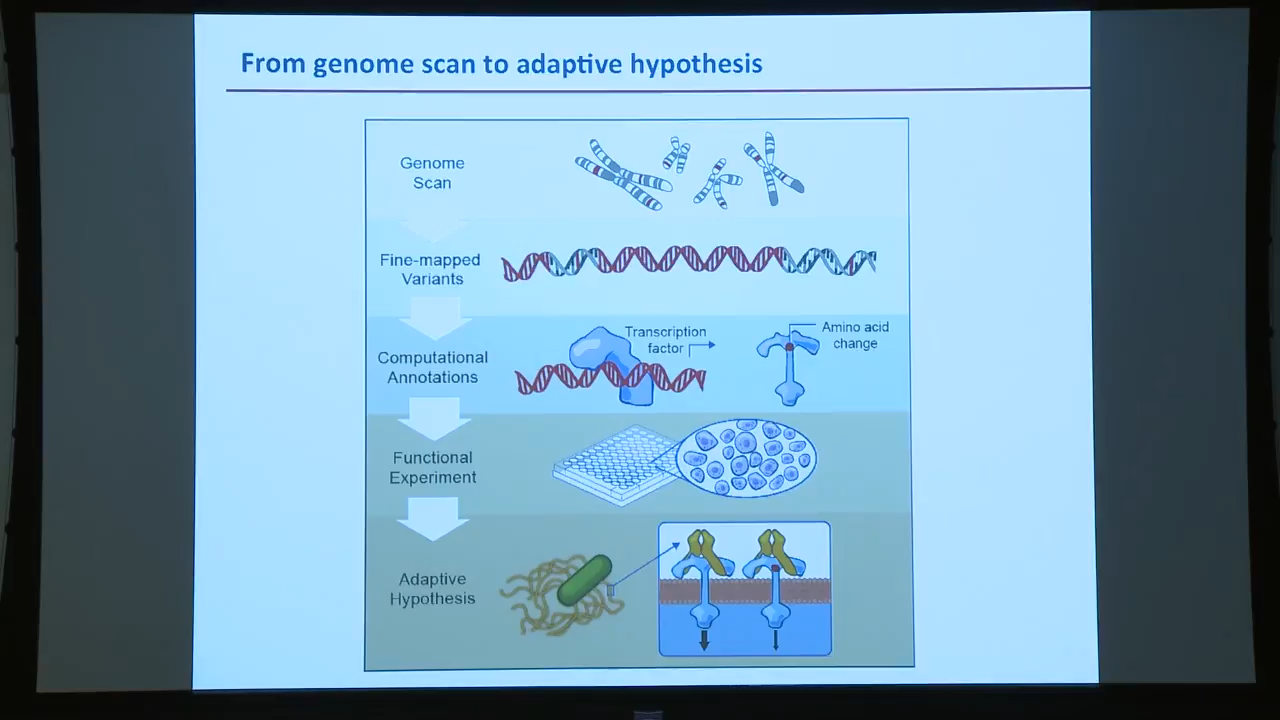 From genome scan to adaptive hypothesis
Genome
Scan
Fine-mapped
Variants
Computational
Annotations
Transcription
factor
Amino acid
change
Functional
Experiment
Adaptive
Hypothesis